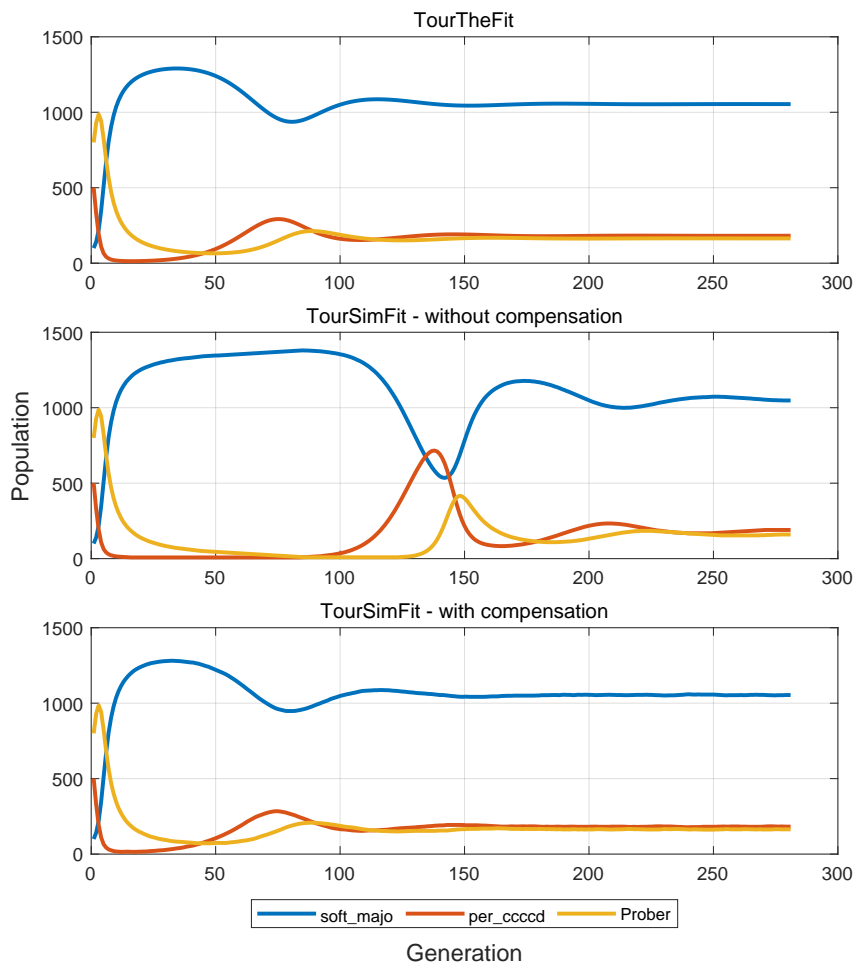 TourTheFit
1500
1000
500
0
0 50 100 150 200 250 300
TourSimFit - without compensation
1500
1000
500
0
0 50 100 150 200 250 300
Population
TourSimFit - with compensation
1500
1000
500
0
0 50 100 150 200 250 300
soft_majo per_ccccd Prober
Generation